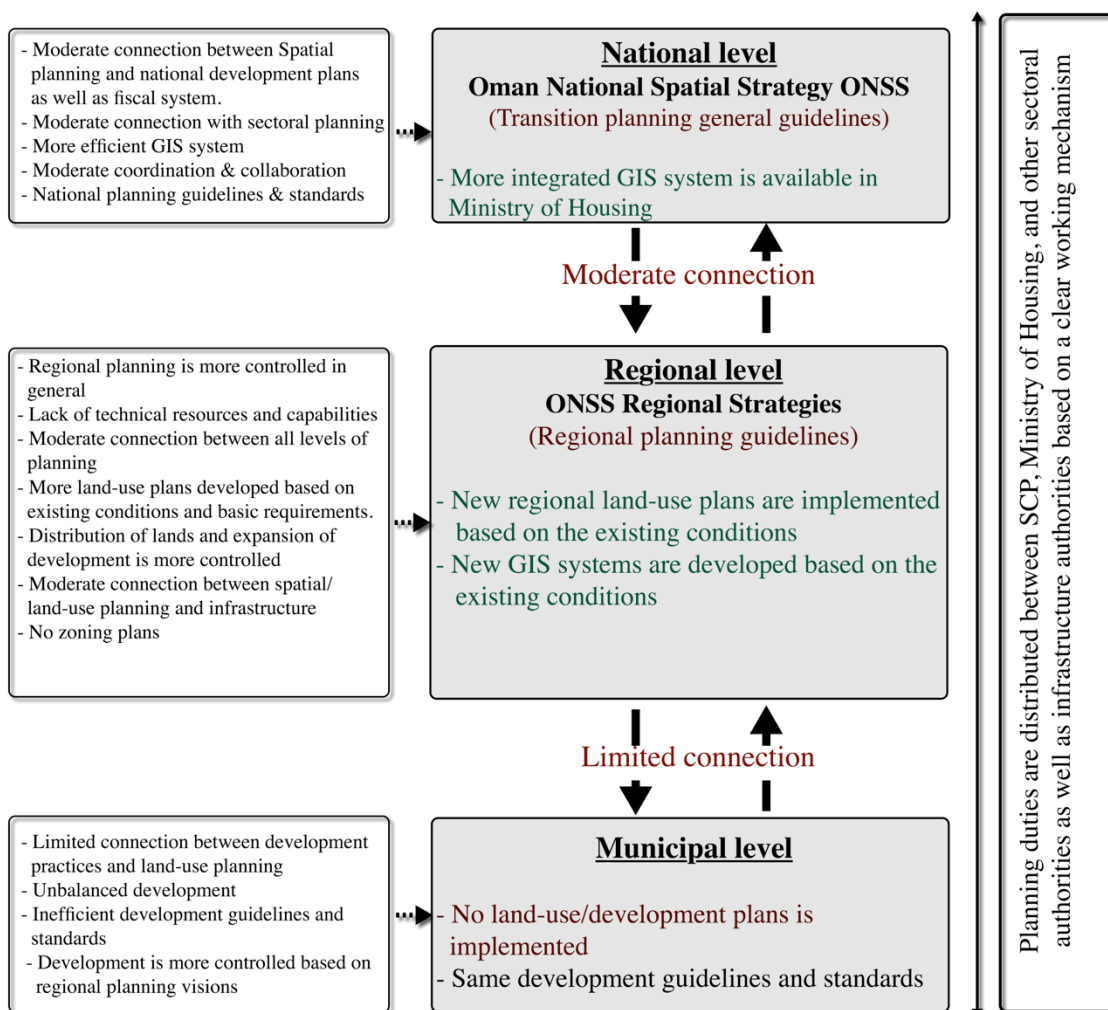 - Moderate connection between Spatial
planning and national development plans
as well as fiscal system.
- Moderate connection with sectoral planning
- More efficient GIS system
- Moderate coordination & collaboration
- National planning guidelines & standards
National level
Oman National Spatial Strategy ONSS
(Transition planning general guidelines)
- More integrated GIS system is available in
Ministry of Housing
Moderate connection
- Regional planning is more controlled in
general
- Lack of technical resources and capabilities
- Moderate connection between all levels of
planning
- More land-use plans developed based on
existing conditions and basic requirements.
- Distribution of lands and expansion of
development is more controlled
- Moderate connection between spatial/
land-use planning and infrastructure
- No zoning plans
Regional level
ONSS Regional Strategies
(Regional planning guidelines)
- New regional land-use plans are implemented
based on the existing conditions
- New GIS systems are developed based on the
existing conditions
Limited connection
- Limited connection between development
practices and land-use planning
- Unbalanced development
- Inefficient development guidelines and
standards
- Development is more controlled based on
regional planning visions
Municipal level
- No land-use/development plans is
implemented
- Same development guidelines and standards
Planning duties are distributed between SCP, Ministry of Housing, and other sectoral
authorities as well as infrastructure authorities based on a clear working mechanism